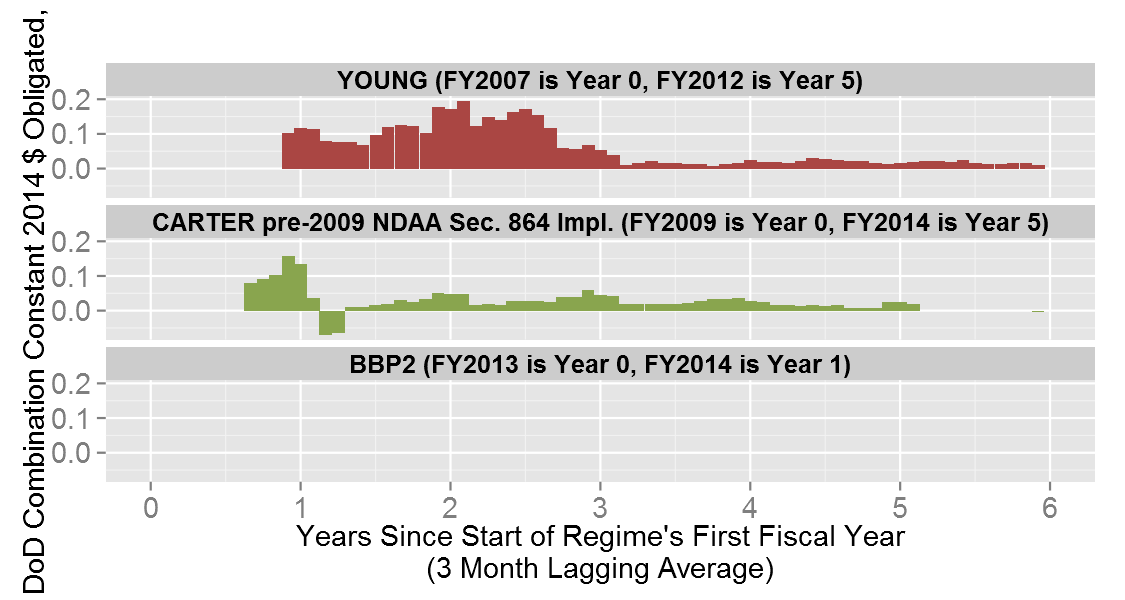 DoD Combination Constant 2014 $ Obligated,
YOUNG (FY2007 is Year 0, FY2012 is Year 5)
0.2
0.1
0.0
CARTER pre-2009 NDAA Sec. 864 Impl. (FY2009 is Year 0, FY2014 is Year 5)
0.2
0.1
0.0
BBP2 (FY2013 is Year 0, FY2014 is Year 1)
0.2
0.1
0.0
0 1 2 3 4 5 6
Years Since Start of Regime's First Fiscal Year
(3 Month Lagging Average)